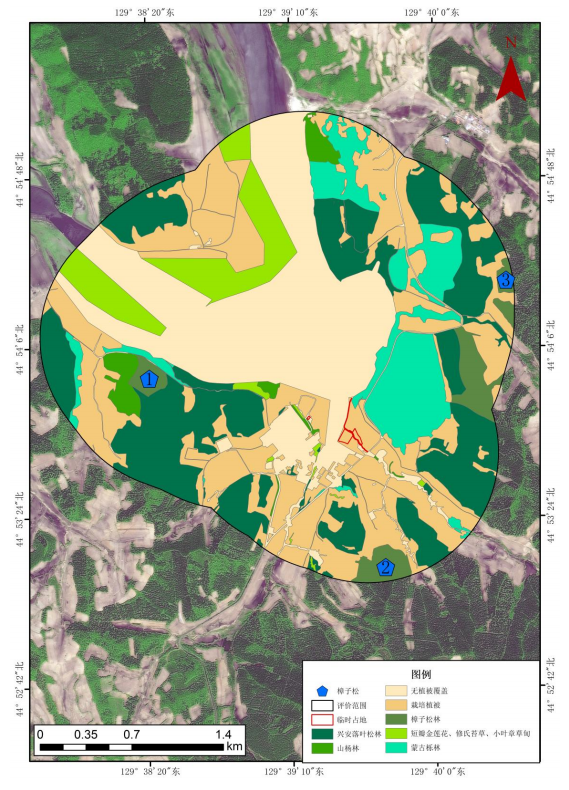 129° 38′20″东 129° 39′10″东 129° 40′0″东
N
44° 54′48″北 44° 54′48″北
3
44° 54′6″北 44° 54′6″北
1
44° 53′24″北 44° 53′24″北
2
44° 52′42″北 44° 52′42″北
图例
樟子松 无植被覆盖
评价范围 栽培植被
临时占地 樟子松林
兴安落叶松林 短瓣金莲花、修氏苔草、小叶章草甸
山杨林 蒙古栎林
0 0.35 0.7 1.4
km
129° 38′20″东 129° 39′10″东 129° 40′0″东